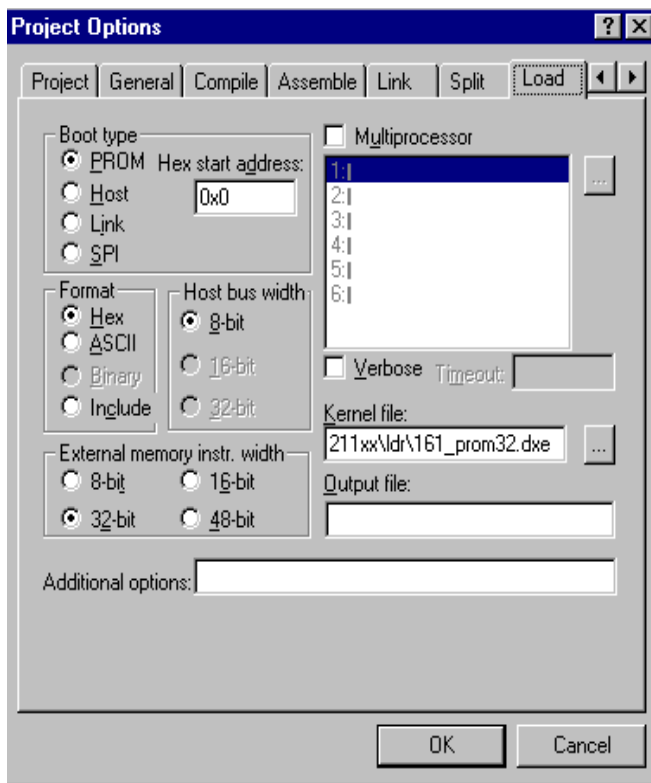 Project Options
Project General Compile Assemble Link Split Load
Boot type
PROM
Host
Link
SPI
Hex start address:
0x0
Format
Hex
ASCII
Binary
Include
Host bus width
8-bit
16-bit
32-bit
External memory instr. width
8-bit 16-bit
32-bit 48-bit
Multiprocessor
...
1:
2:
3:
4:
5:
6:
Verbose Timeout:
Kernel file:
211xx\ldr\161_prom32.dxe ...
Output file:
Additional options:
OK Cancel